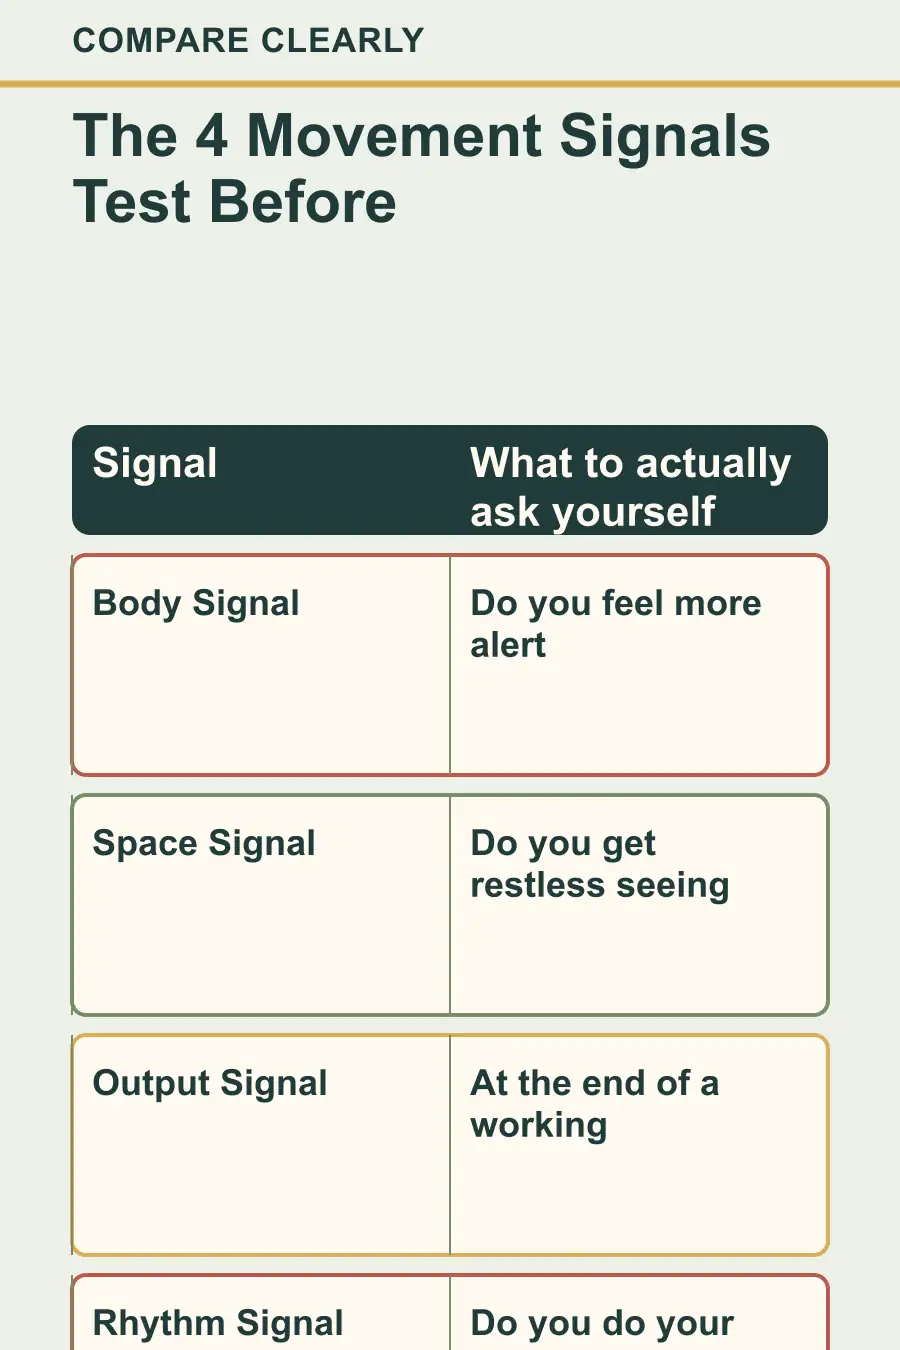 COMPARE CLEARLY
The 4 Movement Signals
Test Before
Signal
What to actually
ask yourself
Body Signal
Do you feel more
alert
Space Signal
Do you get
restless seeing
Output Signal
At the end of a
working
Rhythm Signal
Do you do your